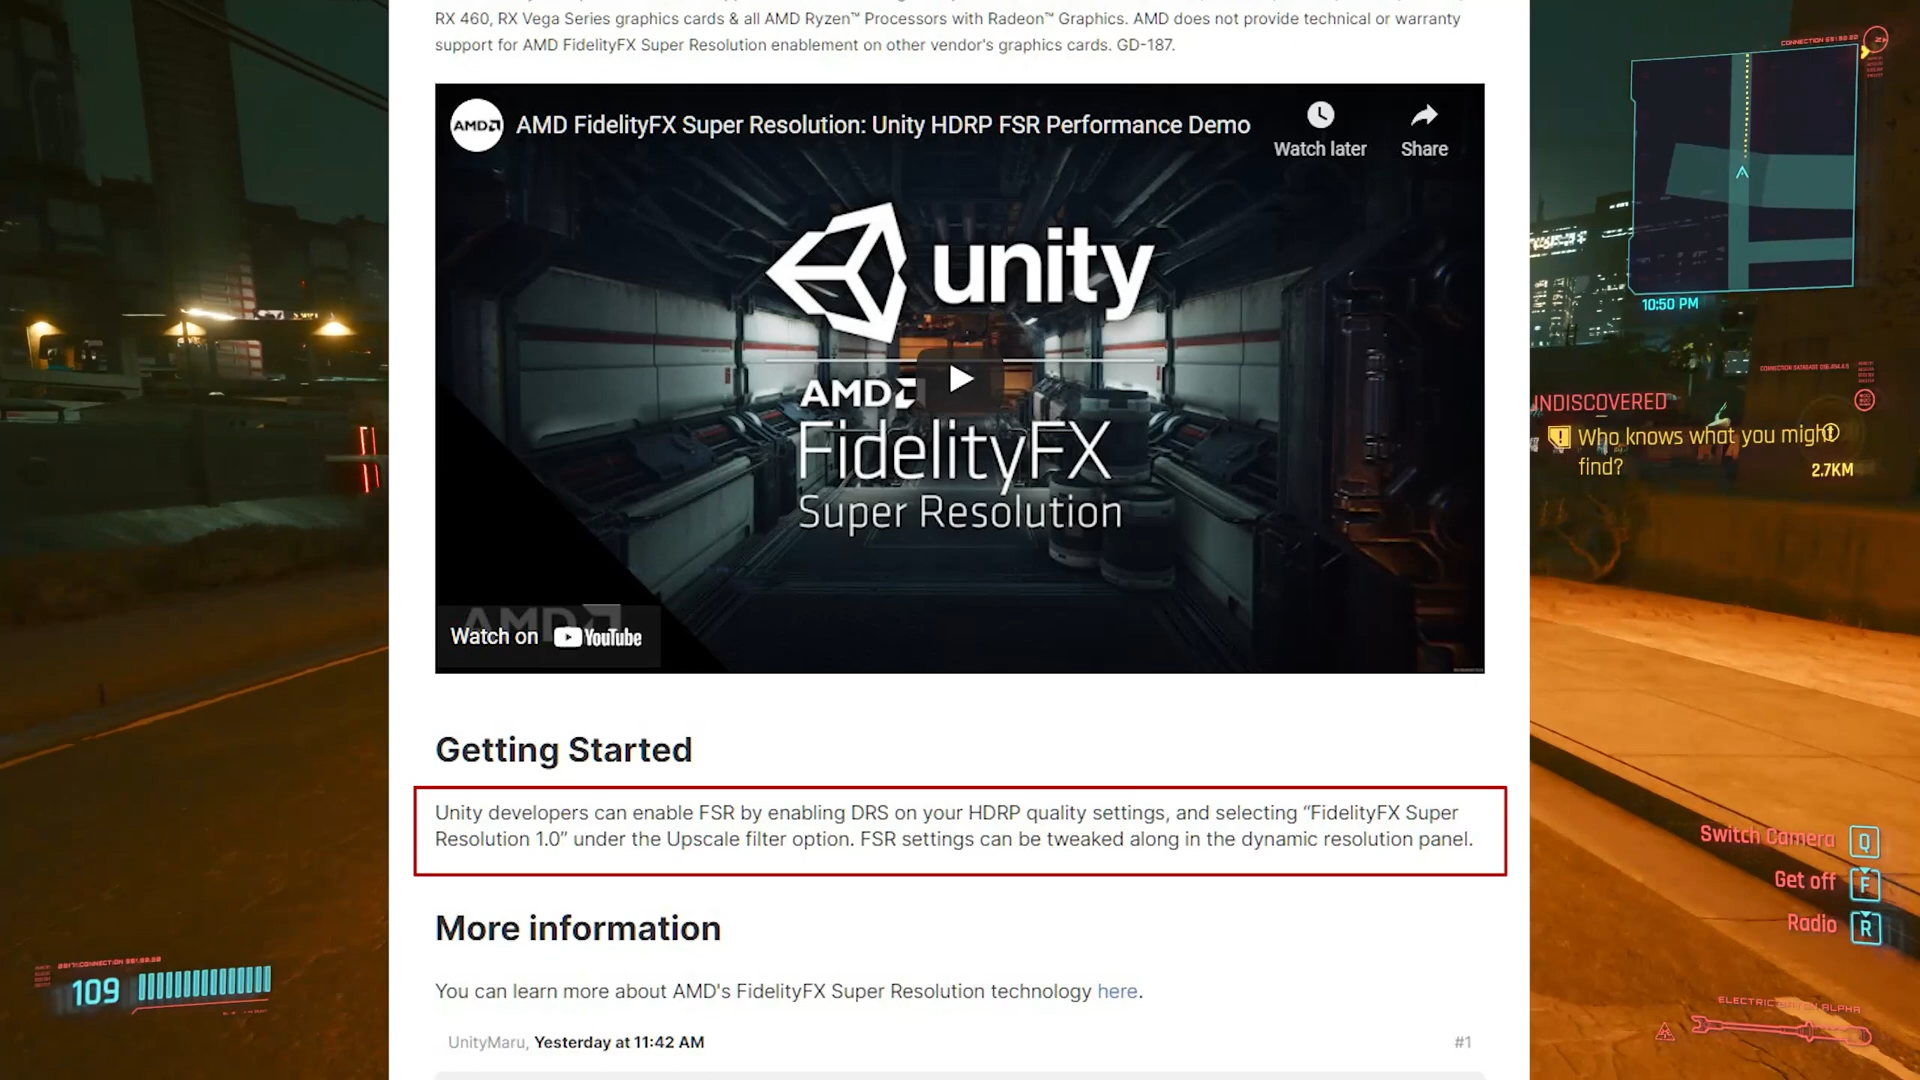 RX 460, RX Vega Series graphics cards & all AMD Ryzen™ Processors with Radeon™ Graphics. AMD does not provide technical or warranty
support for AMD FidelityFX Super Resolution enablement on other vendor's graphics cards. GD-187.
AMD
AMD FidelityFX Super Resolution: Unity HDRP FSR Performance Demo
Watch later
Share
unity
AMD
FidelityFX
Super Resolution
AMD
Watch on YouTube
Getting Started
Unity developers can enable FSR by enabling DRS on your HDRP quality settings, and selecting “FidelityFX Super
Resolution 1.0” under the Upscale filter option. FSR settings can be tweaked along in the dynamic resolution panel.
More information
You can learn more about AMD's FidelityFX Super Resolution technology here.
UnityMaru, Yesterday at 11:42 AM
#1
10:50 PM
UNDISCOVERED
Who knows what you might
find?
2.7KM
Switch Camera Q
Get off F
Radio R
109